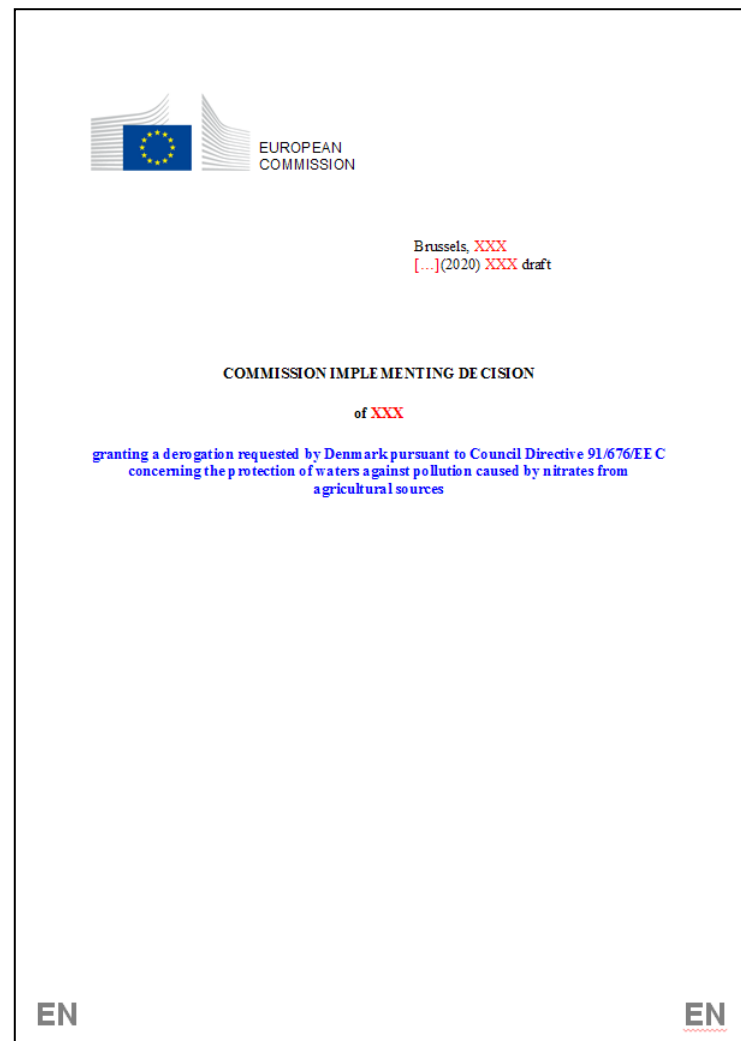 EUROPEAN
COMMISSION
Brussels, XXX
[…](2020) XXX draft
COMMISSION IMPLEMENTING DECISION
of XXX
granting a derogation requested by Denmark pursuant to Council Directive 91/676/EEC
concerning the protection of waters against pollution caused by nitrates from
agricultural sources
EN EN